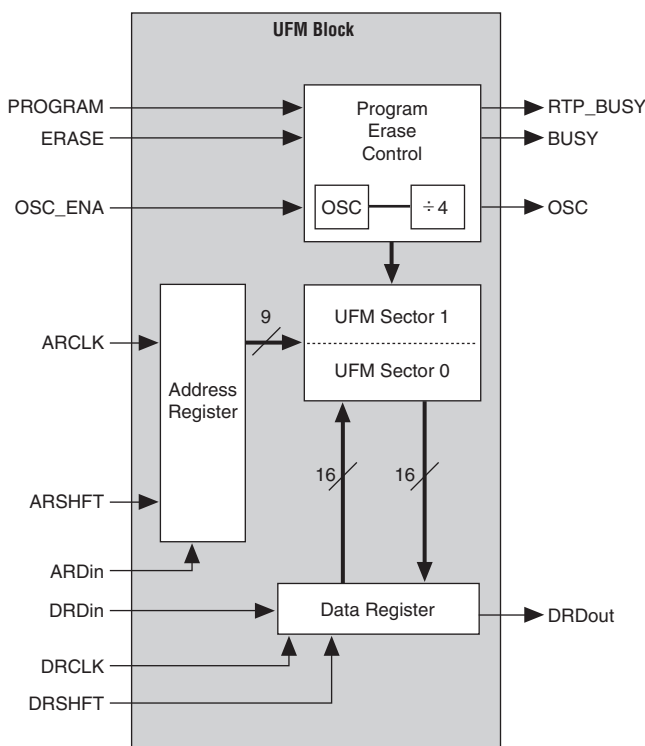 UFM Block
PROGRAM
ERASE
OSC_ENA
Program
Erase
Control
OSC
÷ 4
RTP_BUSY
BUSY
OSC
ARCLK
ARSHFT
ARDin
Address
Register
9
UFM Sector 1
UFM Sector 0
16
16
DRDin
DRCLK
DRSHFT
Data Register
DRDout